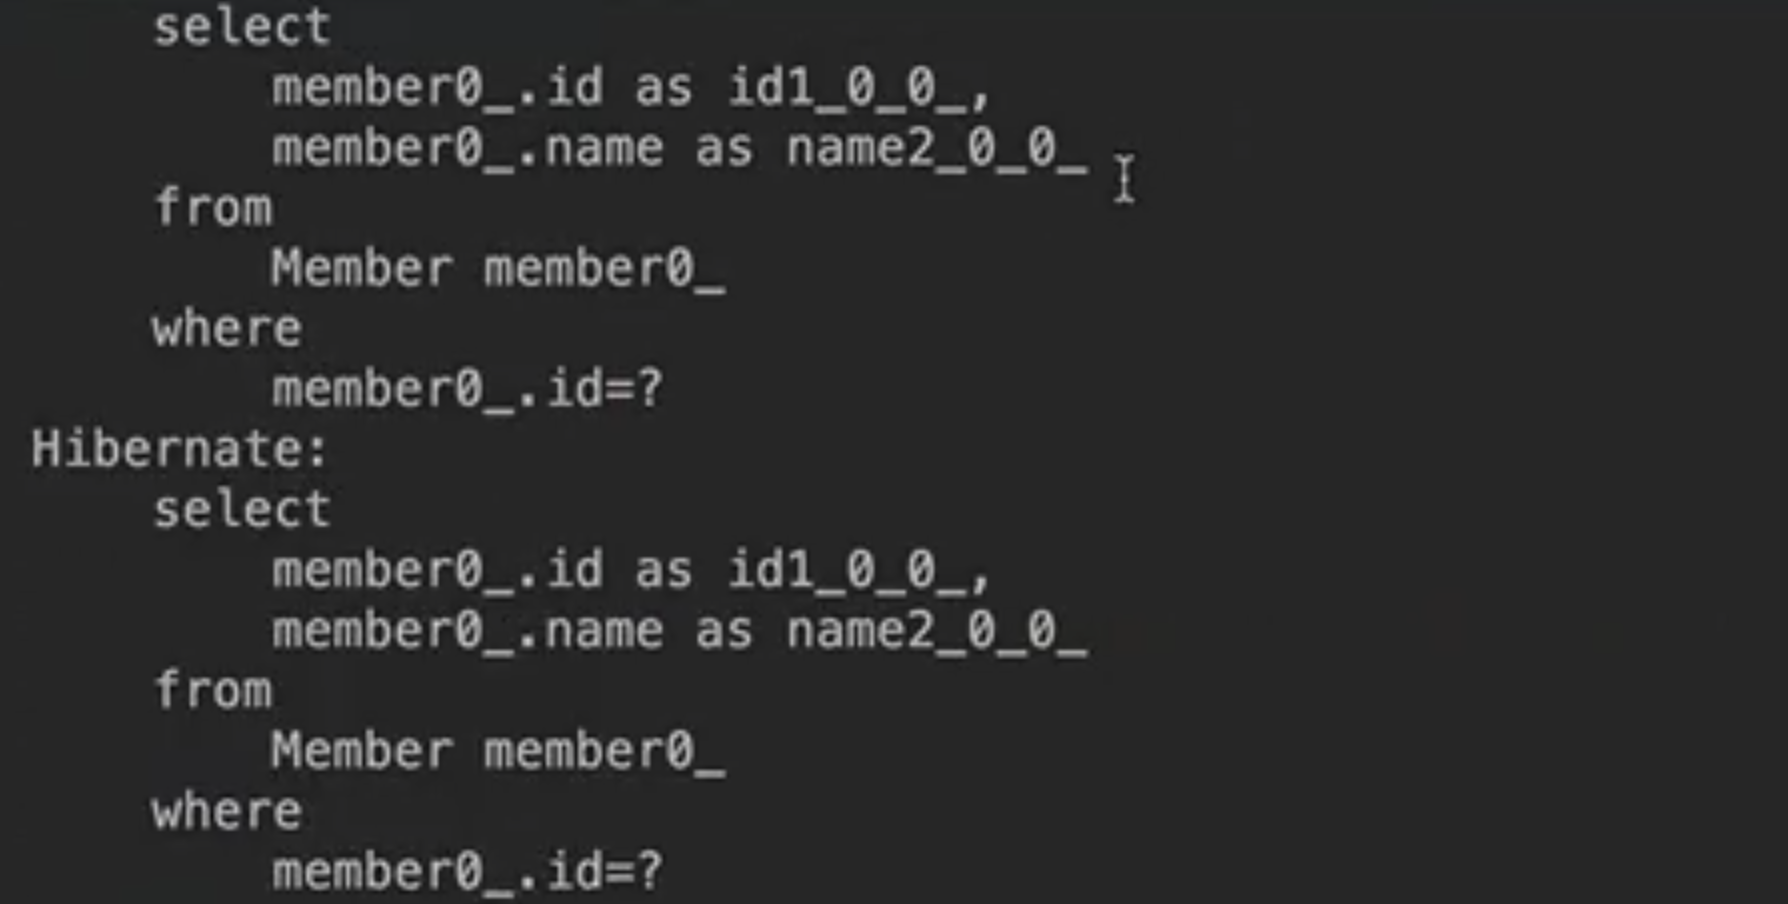 select
member0_.id as id1_0_0_,
member0_.name as name2_0_0_
from
Member member0_
where
member0_.id=?
Hibernate:
select
member0_.id as id1_0_0_,
member0_.name as name2_0_0_
from
Member member0_
where
member0_.id=?